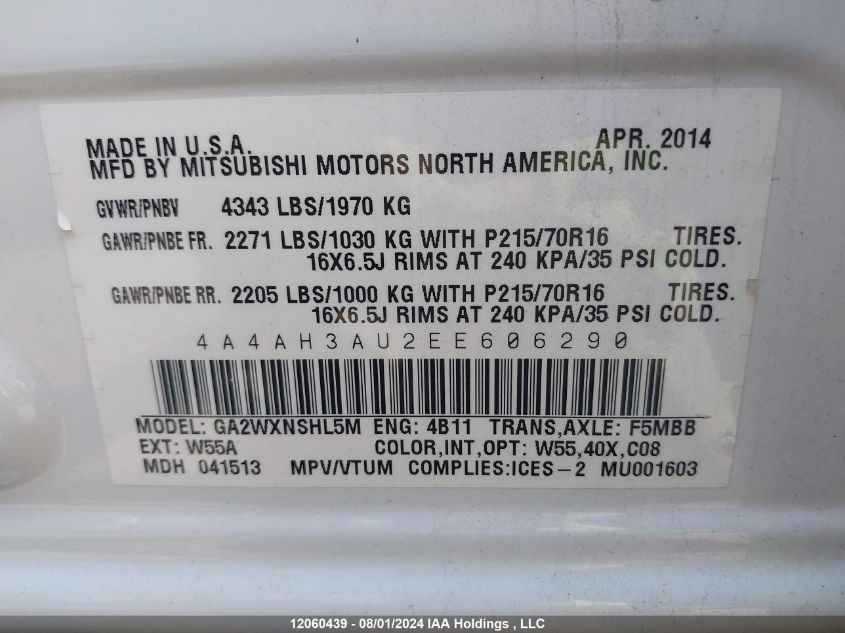 MADE IN U.S.A. APR. 2014
MFD BY MITSUBISHI MOTORS NORTH AMERICA, INC.
GVWR/PNBV 4343 LBS/1970 KG
GAWR/PNBE FR. 2271 LBS/1030 KG WITH P215/70R16 TIRES.
16X6.5J RIMS AT 240 KPA/35 PSI COLD.
GAWR/PNBE RR. 2205 LBS/1000 KG WITH P215/70R16 TIRES.
16X6.5J RIMS AT 240 KPA/35 PSI COLD.
4A4AH3AU2EE606290
MODEL: GA2WXNSHL5M ENG: 4B11 TRANS,AXLE: F5MBB
EXT: W55A COLOR,INT,OPT: W55,40X,C08
MDH 041513 MPV/VTUM COMPLIES:ICES-2 MU001603
12060439 - 08/01/2024 IAA Holdings , LLC